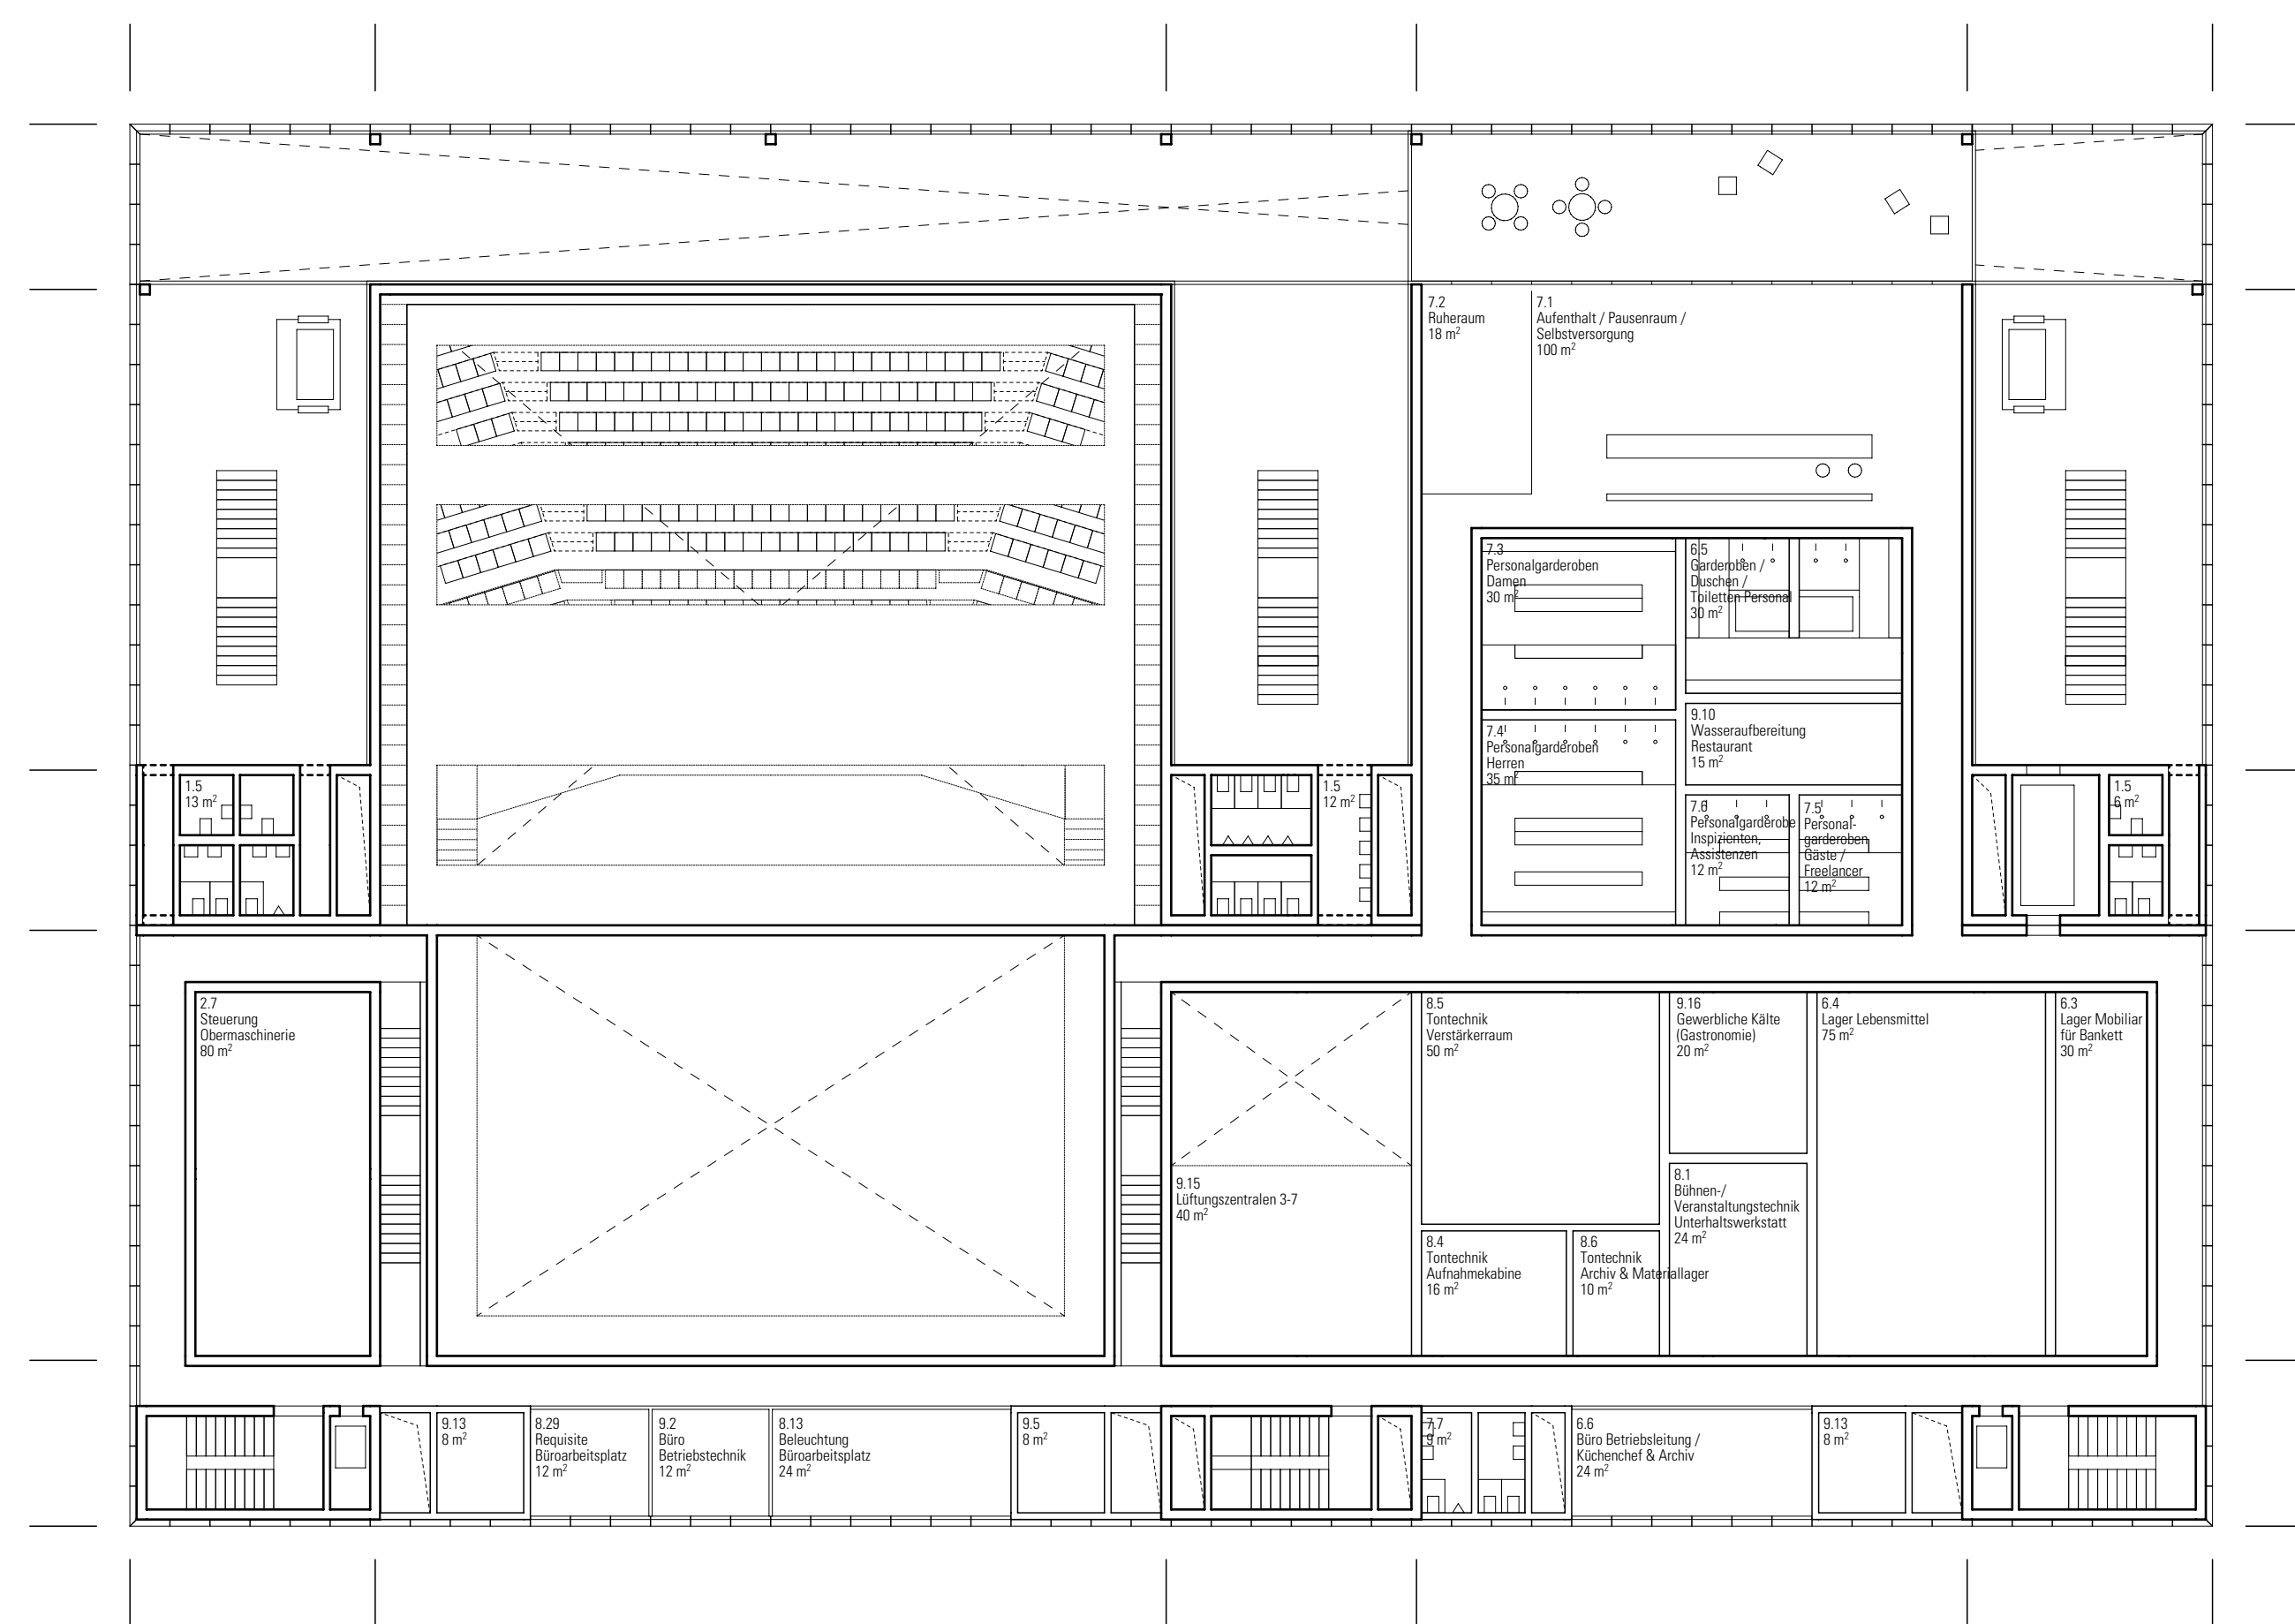 7.2
Ruheraum
18 m²
7.1
Aufenthalt / Pausenraum /
Selbstversorgung
100 m²
7.3
Personalgarderoben
Damen
30 m²
6.5
Garderoben /
Duschen /
Toiletten Personal
30 m²
7.4
Personalgarderoben
Herren
35 m²
9.10
Wasseraufbereitung
Restaurant
15 m²
7.6
Personalgarderobe
Inspizienten,
Assistenzen
12 m²
7.5
Personal-
garderoben
Gäste /
Freelancer
12 m²
1.5
13 m²
1.5
12 m²
1.5
6 m²
2.7
Steuerung
Obermaschinerie
80 m²
8.5
Tontechnik
Verstärkerraum
50 m²
9.16
Gewerbliche Kälte
(Gastronomie)
20 m²
6.4
Lager Lebensmittel
75 m²
6.3
Lager Mobiliar
für Bankett
30 m²
9.15
Lüftungszentralen 3-7
40 m²
8.1
Bühnen-/
Veranstaltungstechnik
Unterhaltswerkstatt
24 m²
8.4
Tontechnik
Aufnahmekabine
16 m²
8.6
Tontechnik
Archiv & Materiallager
10 m²
9.13
8 m²
8.29
Requisite
Büroarbeitsplatz
12 m²
9.2
Büro
Betriebstechnik
12 m²
8.13
Beleuchtung
Büroarbeitsplatz
24 m²
9.5
8 m²
7.7
9 m²
6.6
Büro Betriebsleitung /
Küchenchef & Archiv
24 m²
9.13
8 m²